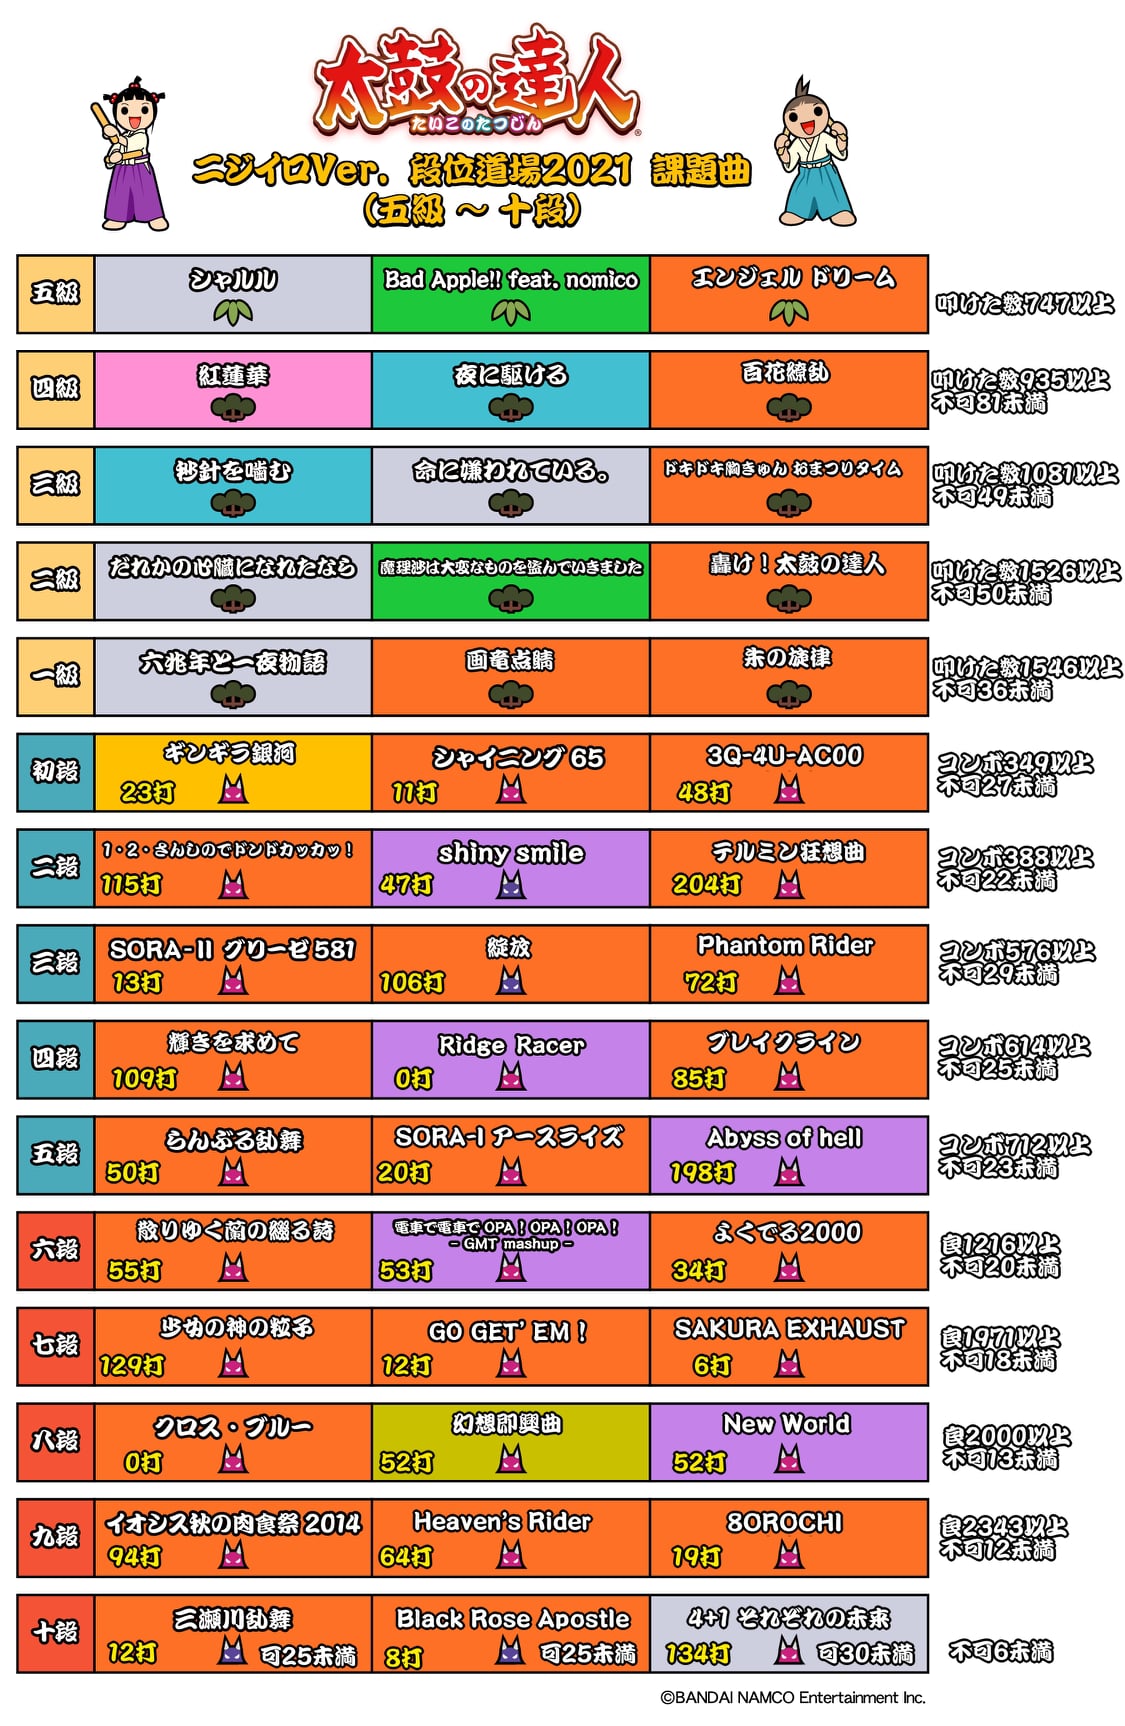 太鼓の達人
たいこのたつじん
®
ニジイロVer. 段位道場2021 課題曲
（五級 ～ 十段）
五級
シャルル
Bad Apple!! feat. nomico
エンジェル ドリーム
叩けた数747以上
四級
紅蓮華
夜に駆ける
百花繚乱
叩けた数935以上
不可81未満
三級
秒針を噛む
命に嫌われている。
ドキドキ胸きゅん おまつりタイム
叩けた数1081以上
不可49未満
二級
だれかの心臓になれたなら
魔理沙は大変なものを盗んでいきました
轟け！太鼓の達人
叩けた数1526以上
不可50未満
一級
六兆年と一夜物語
画竜点睛
氷の旋律
叩けた数1546以上
不可36未満
初段
ギンギラ銀河
23打
シャイニング 65
11打
3Q-4U-AC00
48打
コンボ349以上
不可27未満
二段
1・2・さんしのでドンドカッカッ！
115打
shiny smile
47打
テルミン狂想曲
204打
コンボ388以上
不可22未満
三段
SORA-II グリーゼ 581
13打
綻放
106打
Phantom Rider
72打
コンボ576以上
不可29未満
四段
輝きを求めて
109打
Ridge Racer
0打
ブレイクライン
85打
コンボ614以上
不可25未満
五段
らんぶる乱舞
50打
SORA-I アースライズ
20打
Abyss of hell
198打
コンボ712以上
不可23未満
六段
散りゆく蘭の綴る詩
55打
電車で電車で OPA！OPA！OPA！
- GMT mashup -
53打
よくでる2000
34打
良1216以上
不可20未満
七段
少女の神の粒子
129打
GO GET' EM！
12打
SAKURA EXHAUST
6打
良1971以上
不可18未満
八段
クロス・ブルー
0打
幻想即興曲
52打
New World
52打
良2000以上
不可13未満
九段
イオシス秋の肉食祭 2014
94打
Heaven's Rider
64打
8OROCHI
19打
良2343以上
不可12未満
十段
三瀬川乱舞
12打
可25未満
Black Rose Apostle
8打
可25未満
4+1 それぞれの未来
134打
可30未満
不可6未満
©BANDAI NAMCO Entertainment Inc.